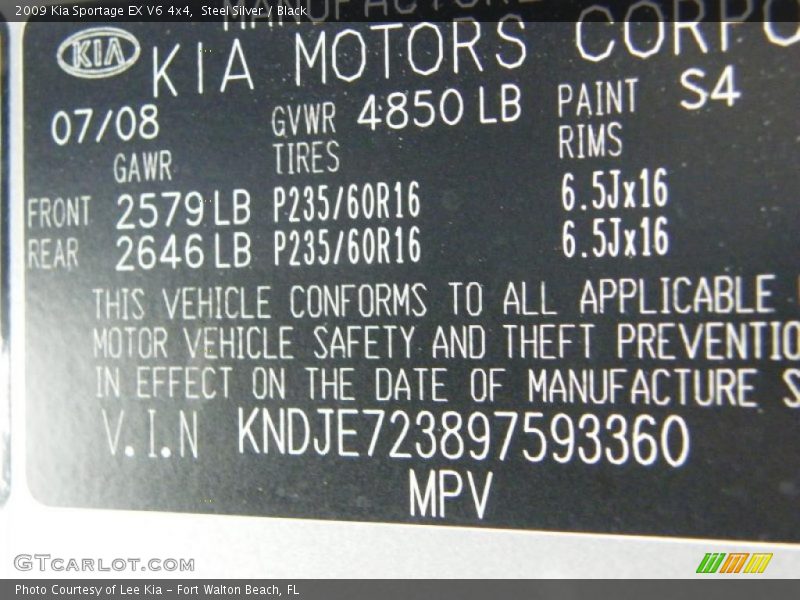 2009 Kia Sportage EX V6 4x4, Steel Silver / Black
MANUFACTURED
KIA KIA MOTORS CORPO
07/08 GVWR 4850 LB PAINT S4
GAWR TIRES RIMS
FRONT 2579 LB P235/60R16 6.5Jx16
REAR 2646 LB P235/60R16 6.5Jx16
THIS VEHICLE CONFORMS TO ALL APPLICABLE
MOTOR VEHICLE SAFETY AND THEFT PREVENTIO
IN EFFECT ON THE DATE OF MANUFACTURE S
V.I.N KNDJE723897593360
MPV
GTCARLOT.COM
Photo Courtesy of Lee Kia - Fort Walton Beach, FL